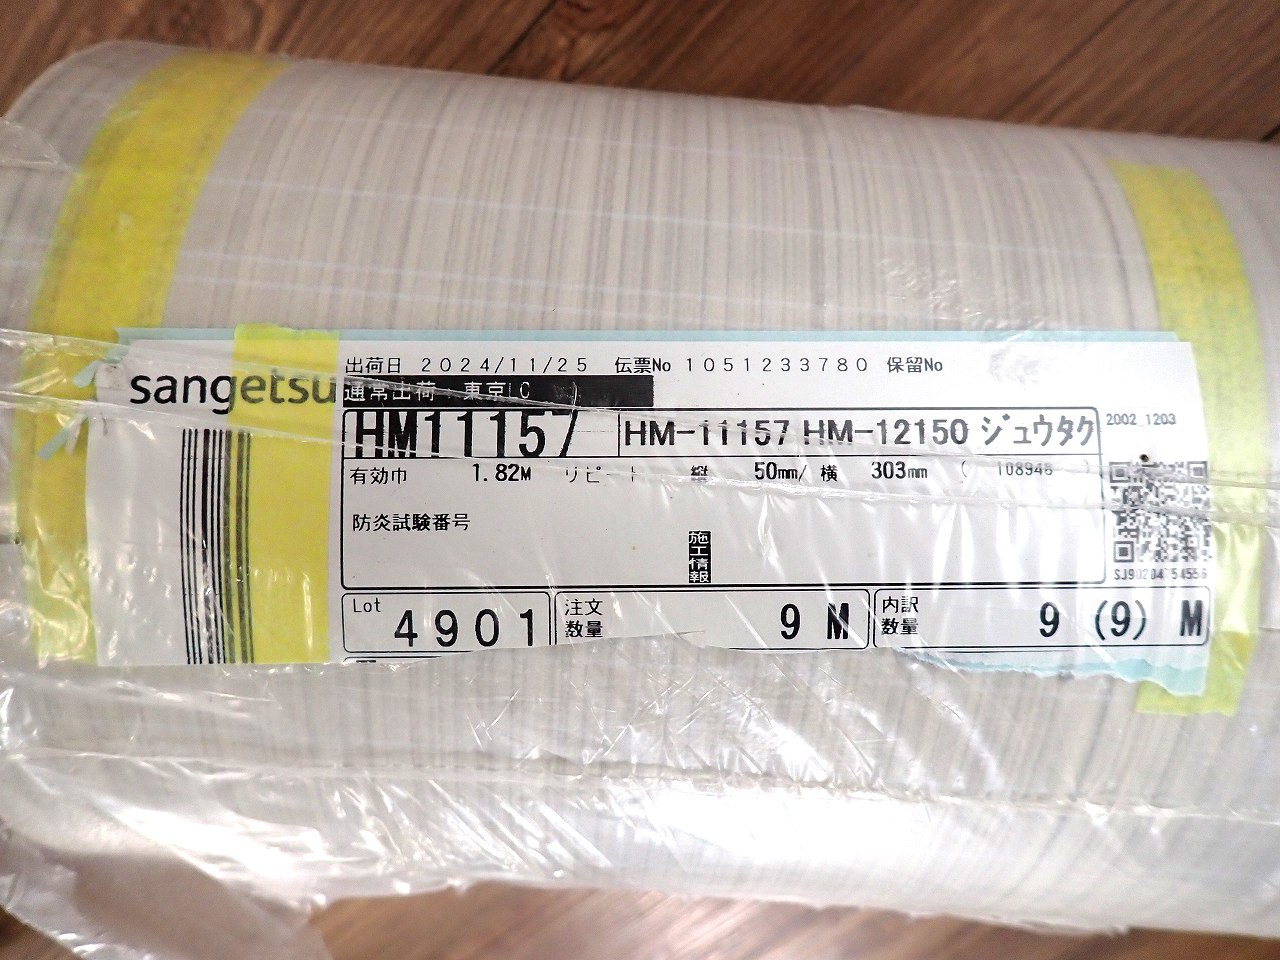 sangetsu
出荷日 2024/11/25 伝票No 1051233780 保留No
通常出荷 東京LC
HM11157 HM-11157 HM-12150 ジュウタク
2002_1203
有効巾 1.82M リピート 縦 50mm/ 横 303mm ( 108946 )
防炎試験番号
施工情報
Lot 4901
注文数量 9 M
内訳数量 9 (9) M